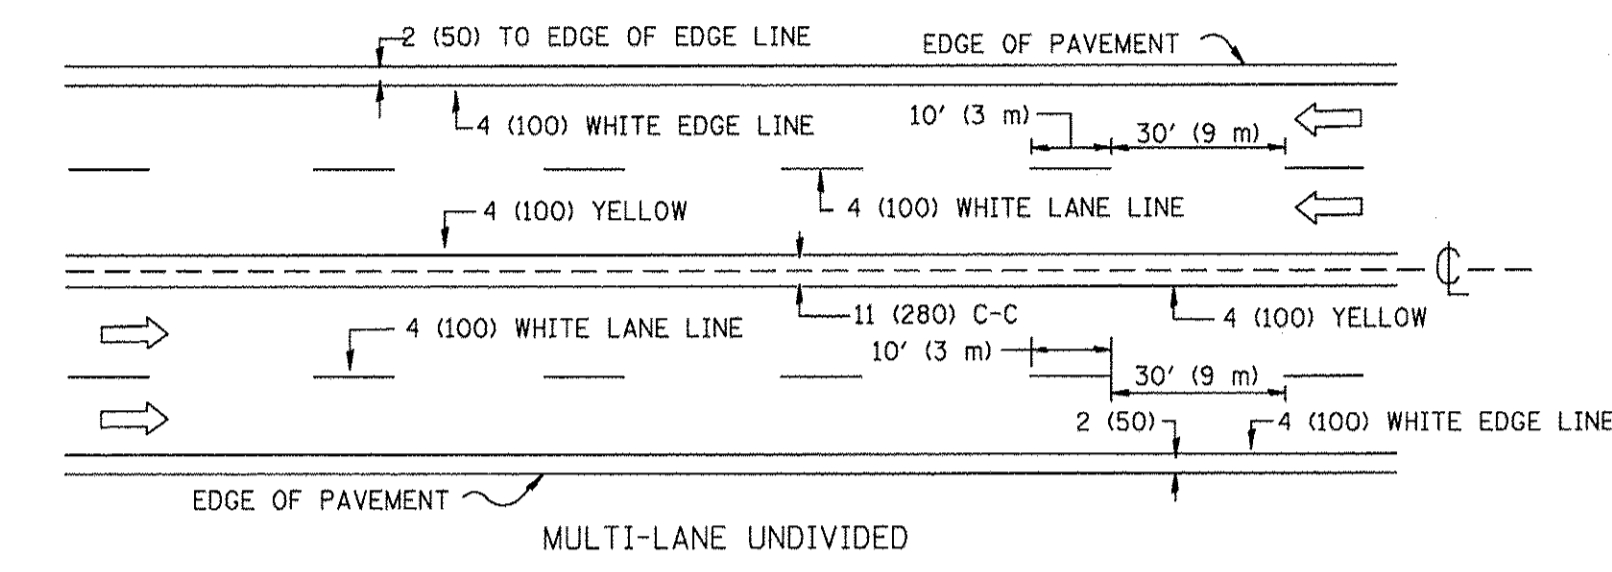 2 (50) TO EDGE OF EDGE LINE
EDGE OF PAVEMENT
4 (100) WHITE EDGE LINE
10' (3 m)
30' (9 m)
4 (100) YELLOW
4 (100) WHITE LANE LINE
℄
11 (280) C-C
4 (100) YELLOW
4 (100) WHITE LANE LINE
10' (3 m)
30' (9 m)
2 (50)
4 (100) WHITE EDGE LINE
EDGE OF PAVEMENT
MULTI-LANE UNDIVIDED